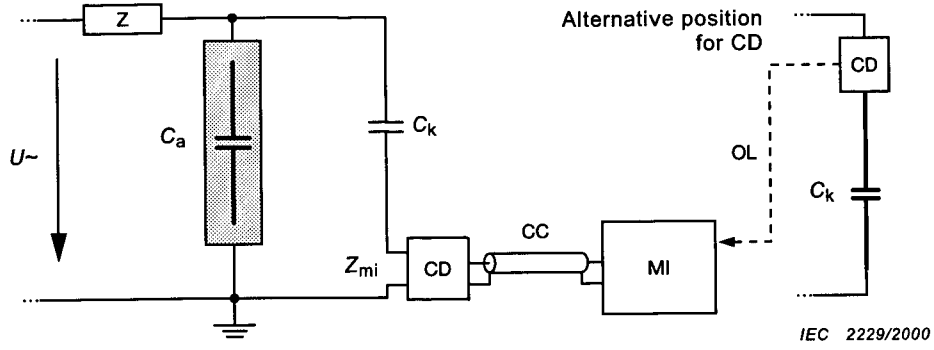 Z
Alternative position
for CD
CD
Ca
Ck
U~
OL
Ck
CC
Zmi
CD
MI
IEC 2229/2000